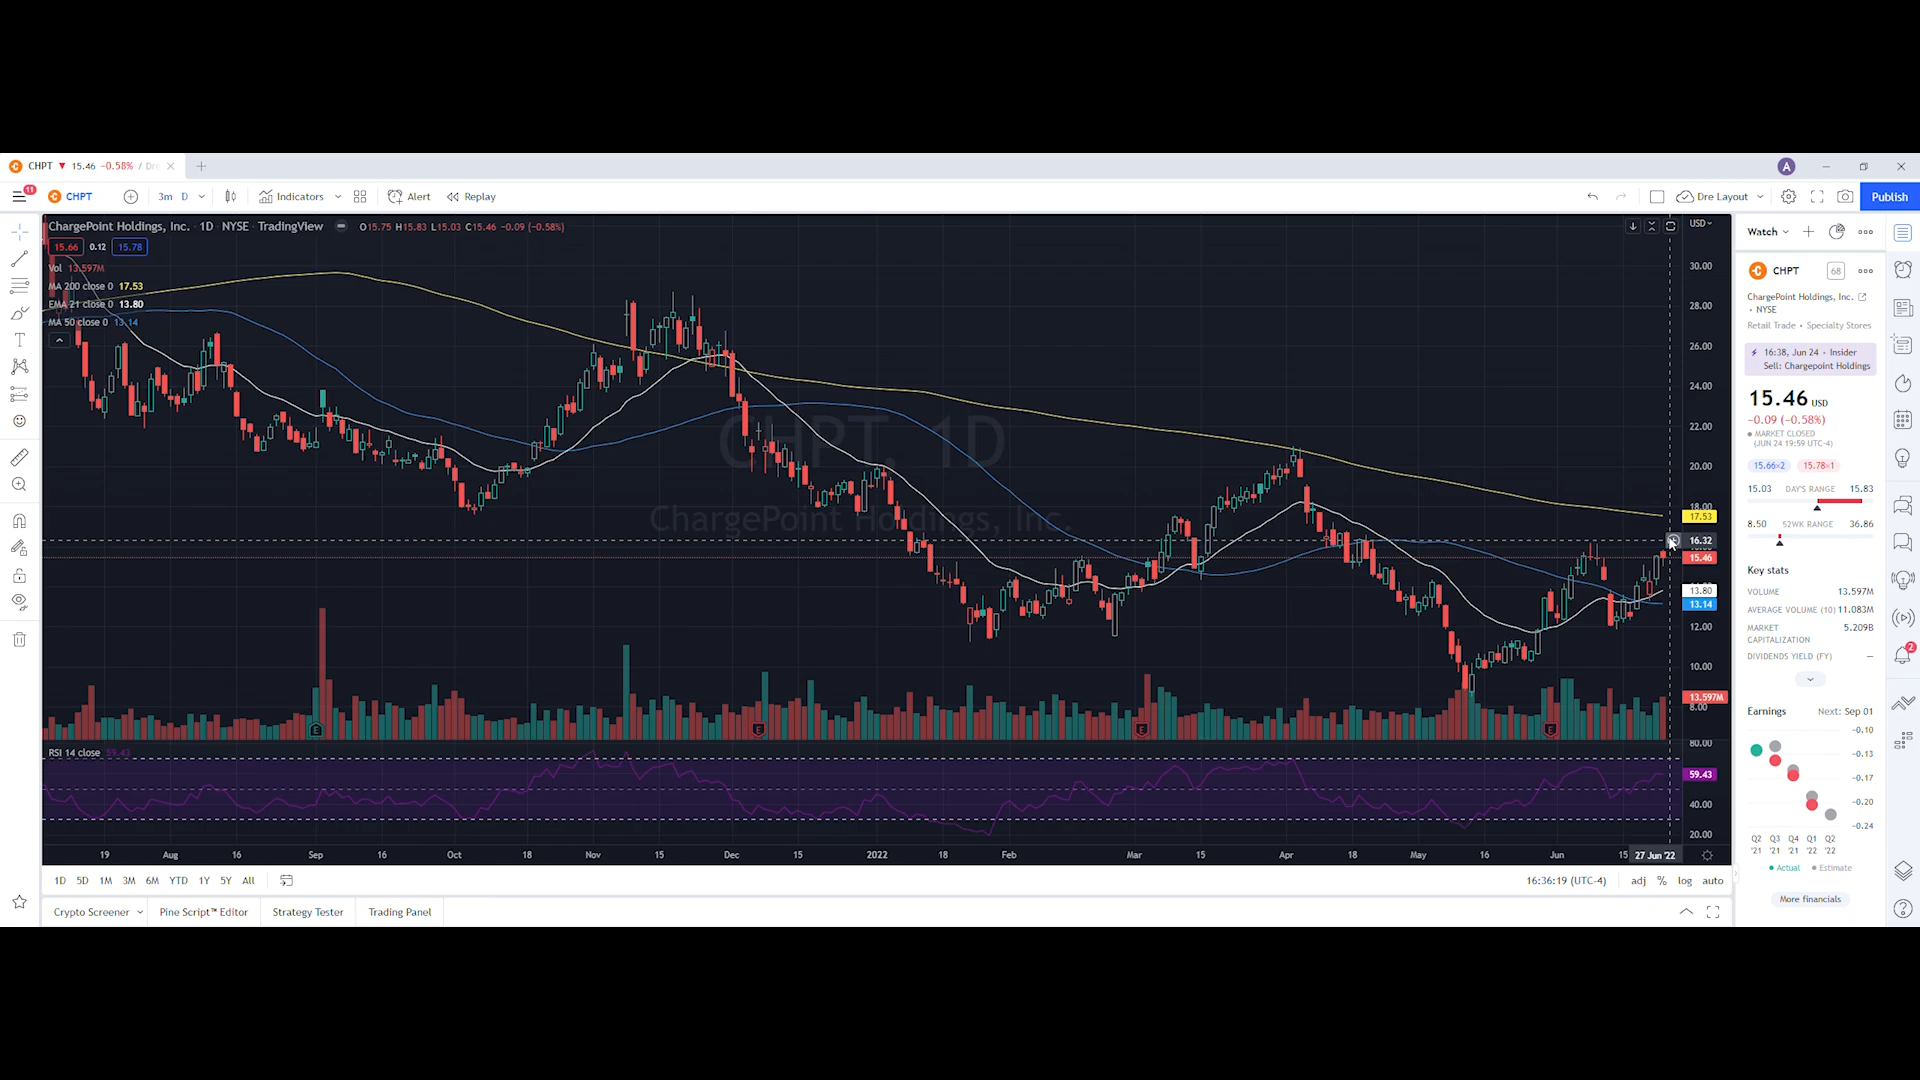 CHPT ▼ 15.46 −0.58% / Dre
A
11
CHPT
3m D
Indicators
Alert
Replay
Dre Layout
Publish
ChargePoint Holdings, Inc. · 1D · NYSE · TradingView
O15.75 H15.83 L15.03 C15.46 −0.09 (−0.58%)
15.66 0.12 15.78
Vol 13.597M
MA 200 close 0 17.53
EMA 21 close 0 13.80
MA 50 close 0 13.14
CHPT, 1D
ChargePoint Holdings, Inc.
USD
30.00
28.00
26.00
24.00
22.00
20.00
18.00
17.53
16.32
15.46
13.80
13.14
12.00
10.00
13.597M
8.00
E
E
E
E
RSI 14 close 59.43
80.00
59.43
40.00
20.00
19 Aug 16 Sep 16 Oct 18 Nov 15 Dec 15 2022 18 Feb Mar 15 Apr 18 May 16 Jun 15 27 Jun '22
1D 5D 1M 3M 6M YTD 1Y 5Y All
16:36:19 (UTC-4)
adj % log auto
Crypto Screener
Pine Script™ Editor
Strategy Tester
Trading Panel
Watch
CHPT
68
ChargePoint Holdings, Inc.
• NYSE
Retail Trade • Specialty Stores
16:38, Jun 24 - Insider
Sell: Chargepoint Holdings
15.46 USD
−0.09 (−0.58%)
MARKET CLOSED
(JUN 24 19:59 UTC-4)
15.66×2 15.78×1
15.03 DAY'S RANGE 15.83
8.50 52WK RANGE 36.86
Key stats
VOLUME 13.597M
AVERAGE VOLUME (10) 11.083M
MARKET CAPITALIZATION 5.209B
DIVIDENDS YIELD (FY) —
Earnings Next: Sep 01
−0.10
−0.13
−0.17
−0.20
−0.24
Q2 Q3 Q4 Q1 Q2
'21 '21 '21 '22 '22
Actual Estimate
More financials
2